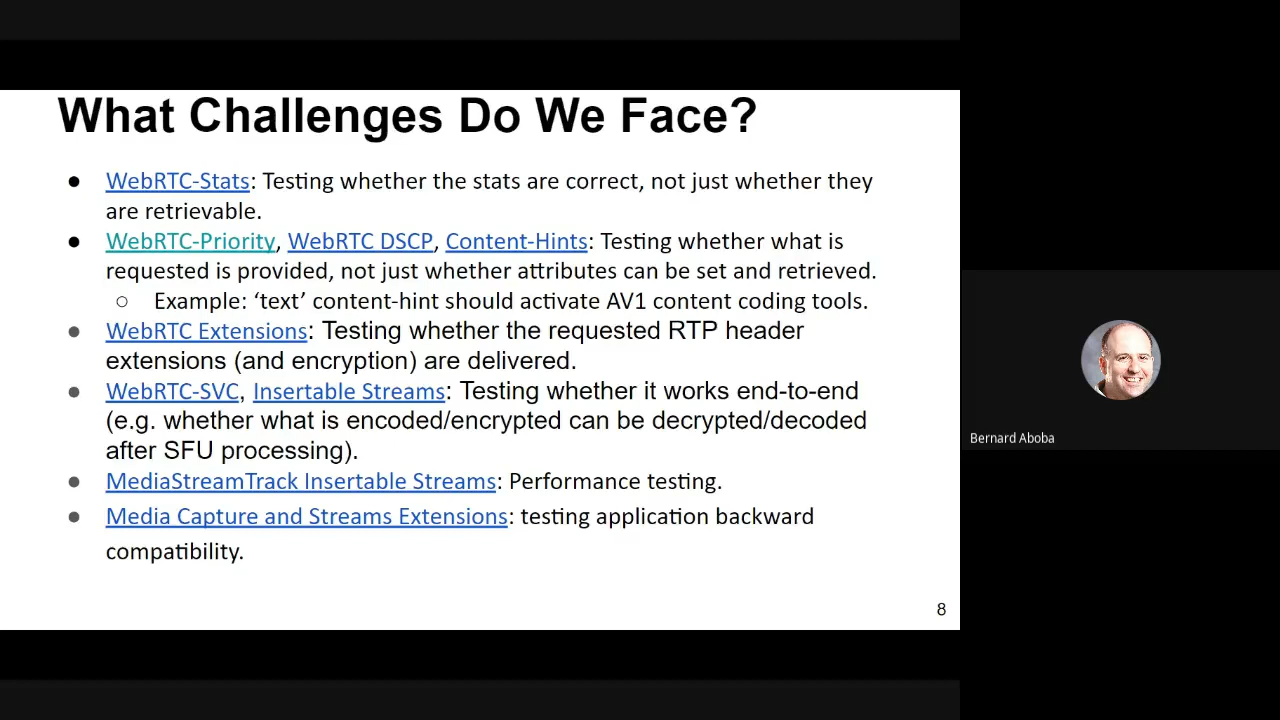 What Challenges Do We Face?
● WebRTC-Stats: Testing whether the stats are correct, not just whether they
are retrievable.
● WebRTC-Priority, WebRTC DSCP, Content-Hints: Testing whether what is
requested is provided, not just whether attributes can be set and retrieved.
○ Example: ‘text’ content-hint should activate AV1 content coding tools.
● WebRTC Extensions: Testing whether the requested RTP header
extensions (and encryption) are delivered.
● WebRTC-SVC, Insertable Streams: Testing whether it works end-to-end
(e.g. whether what is encoded/encrypted can be decrypted/decoded
after SFU processing).
● MediaStreamTrack Insertable Streams: Performance testing.
● Media Capture and Streams Extensions: testing application backward
compatibility.
8
Bernard Aboba